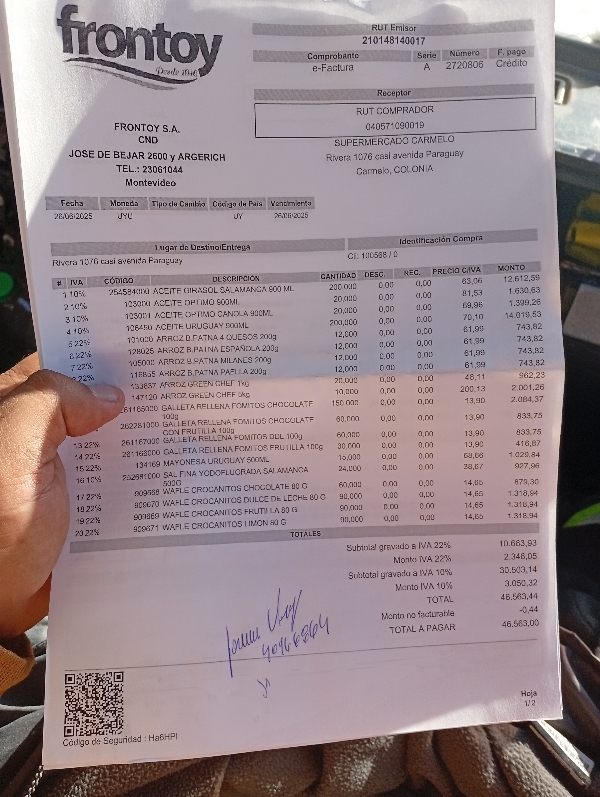 frontoy
Desde 1940
RUT Emisor
210148140017
Comprobante Serie Número F. pago
e-Factura A 2720806 Crédito
Receptor
RUT COMPRADOR
040571090019
SUPERMERCADO CARMELO
Rivera 1076 casi avenida Paraguay
Carmelo, COLONIA
FRONTOY S.A.
CND
JOSE DE BEJAR 2600 y ARGERICH
TEL.: 23061044
Montevideo
Fecha Moneda Tipo de Cambio Código de País Vencimiento
26/06/2025 UYU UY 26/06/2025
Lugar de Destino/Entrega Identificación Compra
Rivera 1076 casi avenida Paraguay CI: 100568 / 0
# IVA CÓDIGO DESCRIPCIÓN CANTIDAD DESC. NEC. PRECIO C/IVA MONTO
1 10% 254584000 ACEITE GIRASOL SALAMANCA 900 ML 200,000 0,00 0,00 63,06 12.612,59
2 10% 103000 ACEITE OPTIMO 900ML 20,000 0,00 0,00 81,53 1.630,63
3 10% 103001 ACEITE OPTIMO CANOLA 900ML 20,000 0,00 0,00 69,96 1.399,26
4 10% 106450 ACEITE URUGUAY 900ML 200,000 0,00 0,00 70,10 14.019,53
5 22% 101000 ARROZ B.PATNA 4 QUESOS 200g 12,000 0,00 0,00 61,99 743,82
6 22% 128025 ARROZ B.PATNA ESPAÑOLA 200g 12,000 0,00 0,00 61,99 743,82
7 22% 105000 ARROZ B.PATNA MILANES 200g 12,000 0,00 0,00 61,99 743,82
22% 118855 ARROZ B.PATNA PAELLA 200g 12,000 0,00 0,00 61,99 743,82
133837 ARROZ GREEN CHEF 1kg 20,000 0,00 0,00 48,11 962,23
147120 ARROZ GREEN CHEF 5kg 10,000 0,00 0,00 200,13 2.001,26
261165000 GALLETA RELLENA FOMITOS CHOCOLATE 150,000 0,00 0,00 13,90 2.084,37
100g
262281000 GALLETA RELLENA FOMITOS CHOCOLATE 60,000 0,00 0,00 13,90 833,75
CON FRUTILLA 100g
13 22% 261167000 GALLETA RELLENA FOMITOS DDL 100g 60,000 0,00 0,00 13,90 833,75
14 22% 261168000 GALLETA RELLENA FOMITOS FRUTILLA 100g 30,000 0,00 0,00 13,90 416,87
15 22% 134169 MAYONESA URUGUAY 500ML 15,000 0,00 0,00 68,66 1.029,84
16 10% 252681000 SAL FINA YODOFLUORADA SALAMANCA 24,000 0,00 0,00 38,67 927,96
500G
17 22% 909668 WAFLE CROCANITOS CHOCOLATE 80 G 60,000 0,00 0,00 14,65 879,30
18 22% 909670 WAFLE CROCANITOS DULCE DE LECHE 80 G 90,000 0,00 0,00 14,65 1.318,94
19 22% 909669 WAFLE CROCANITOS FRUTILLA 80 G 90,000 0,00 0,00 14,65 1.318,94
20 22% 909671 WAFLE CROCANITOS LIMON 80 G 90,000 0,00 0,00 14,65 1.318,94
TOTALES
Subtotal gravado a IVA 22% 10.663,93
Monto IVA 22% 2.346,05
Subtotal gravado a IVA 10% 30.503,14
Monto IVA 10% 3.050,32
TOTAL 46.563,44
Monto no facturable -0,44
TOTAL A PAGAR 46.563,00
Hoja
1/2
Código de Seguridad : Ha6HPl